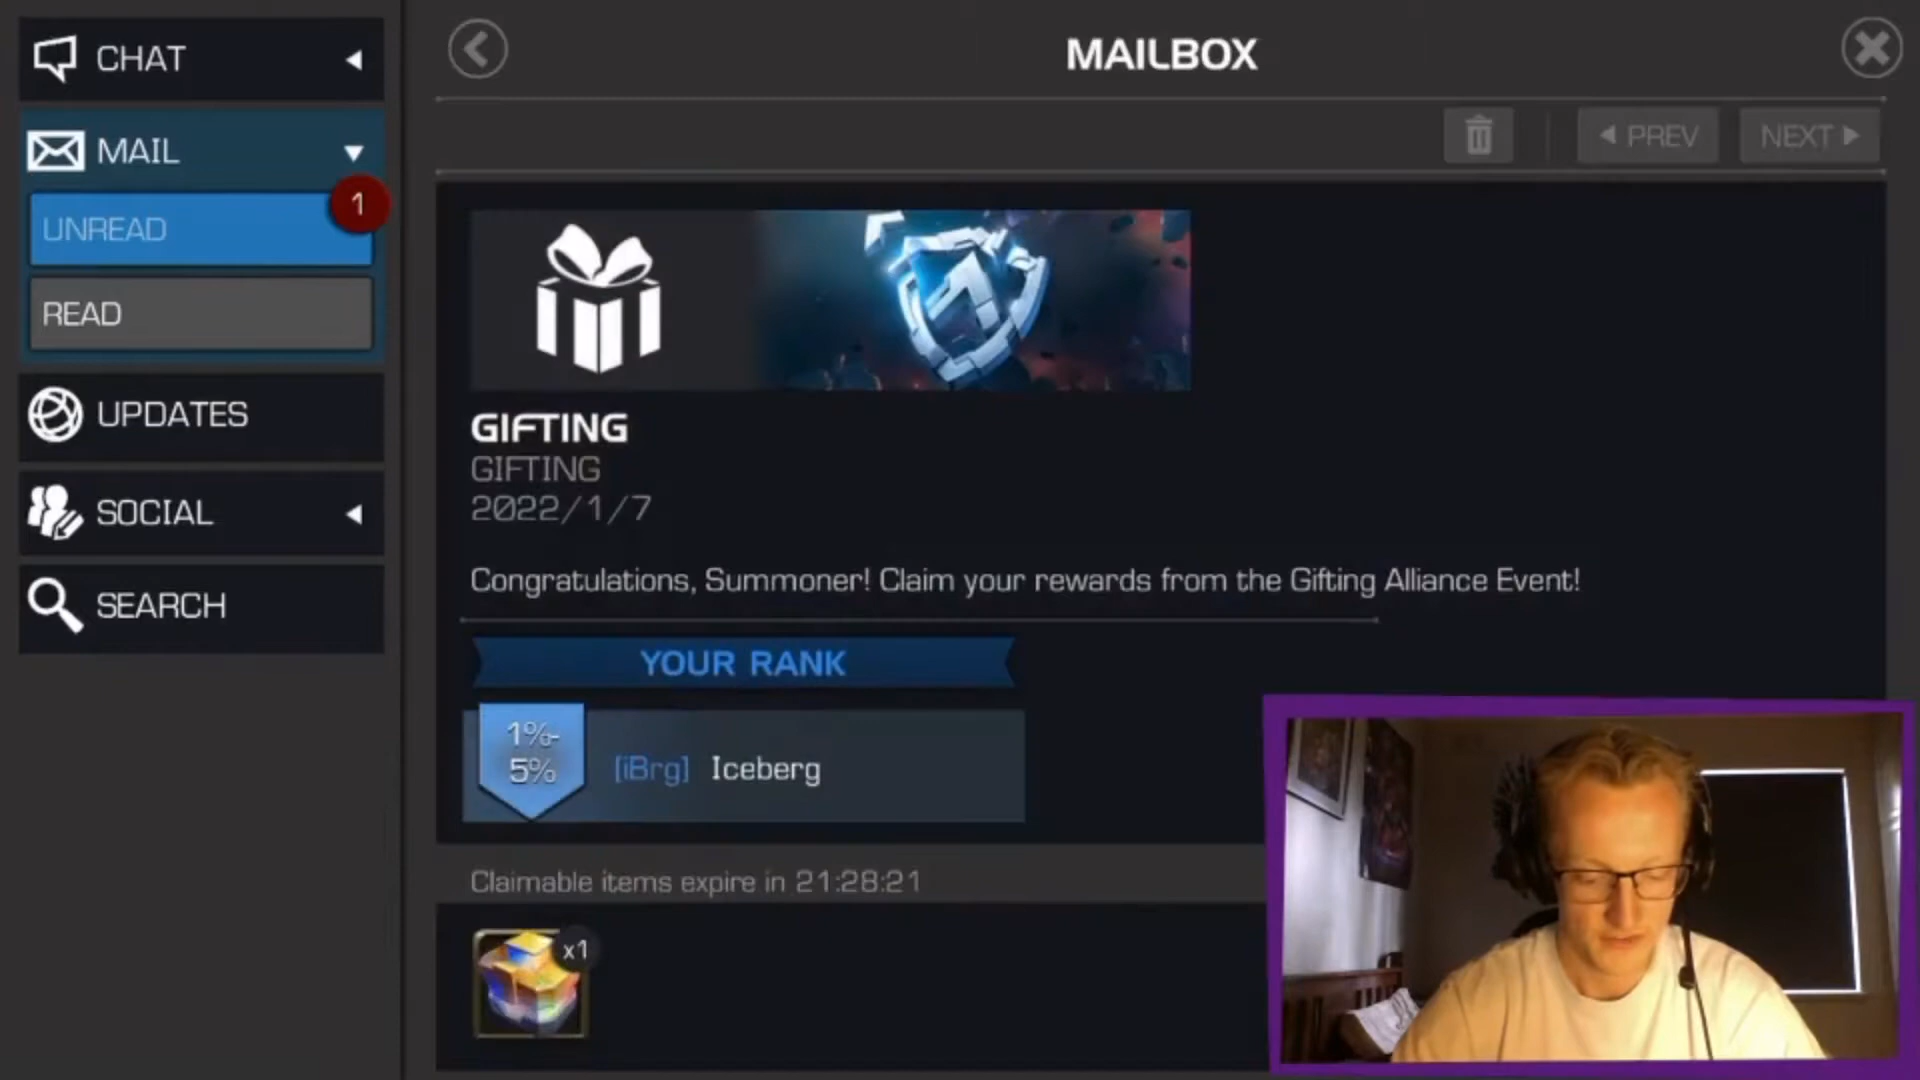 CHAT
MAIL
UNREAD
1
READ
UPDATES
SOCIAL
SEARCH
MAILBOX
PREV
NEXT
GIFTING
GIFTING
2022/1/7
Congratulations, Summoner! Claim your rewards from the Gifting Alliance Event!
YOUR RANK
1%-
5%
[iBrg] Iceberg
Claimable items expire in 21:28:21
x1